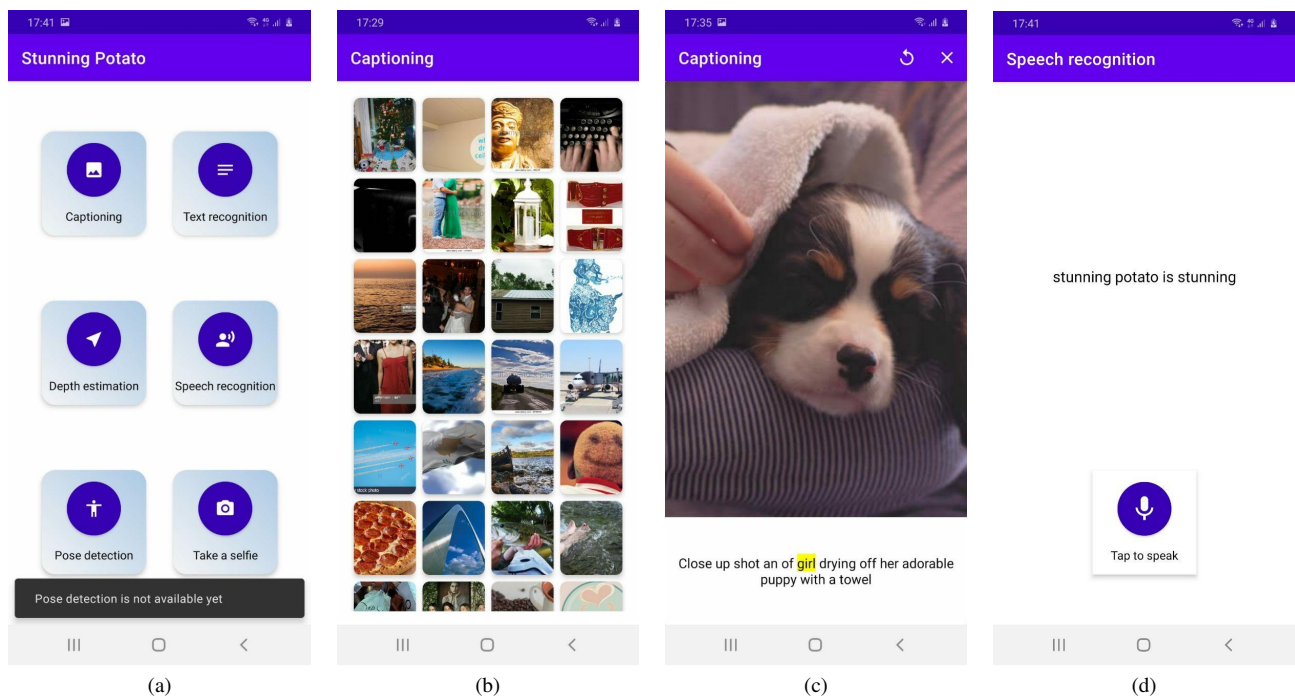 17:41
Stunning Potato
Captioning
Text recognition
Depth estimation
Speech recognition
Pose detection
Take a selfie
Pose detection is not available yet
(a)
17:29
Captioning
stock photo
(b)
17:35
Captioning
Close up shot an of girl drying off her adorable
puppy with a towel
(c)
17:41
Speech recognition
stunning potato is stunning
Tap to speak
(d)